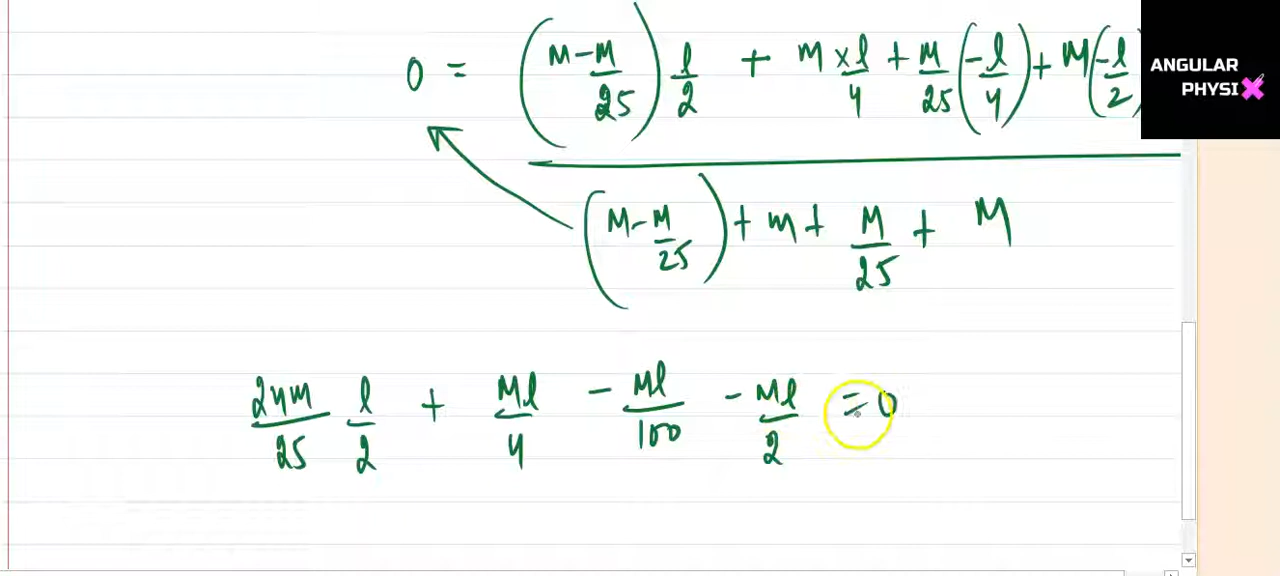 ANGULAR
PHYSI X
0 = (M - M/25) l/2 + m × l/4 + M/25 (-l/4) + M (-l/2)
(M - M/25) + m + M/25 + M
24m/25 l/2 + Ml/4 - Ml/100 - Ml/2 = 0